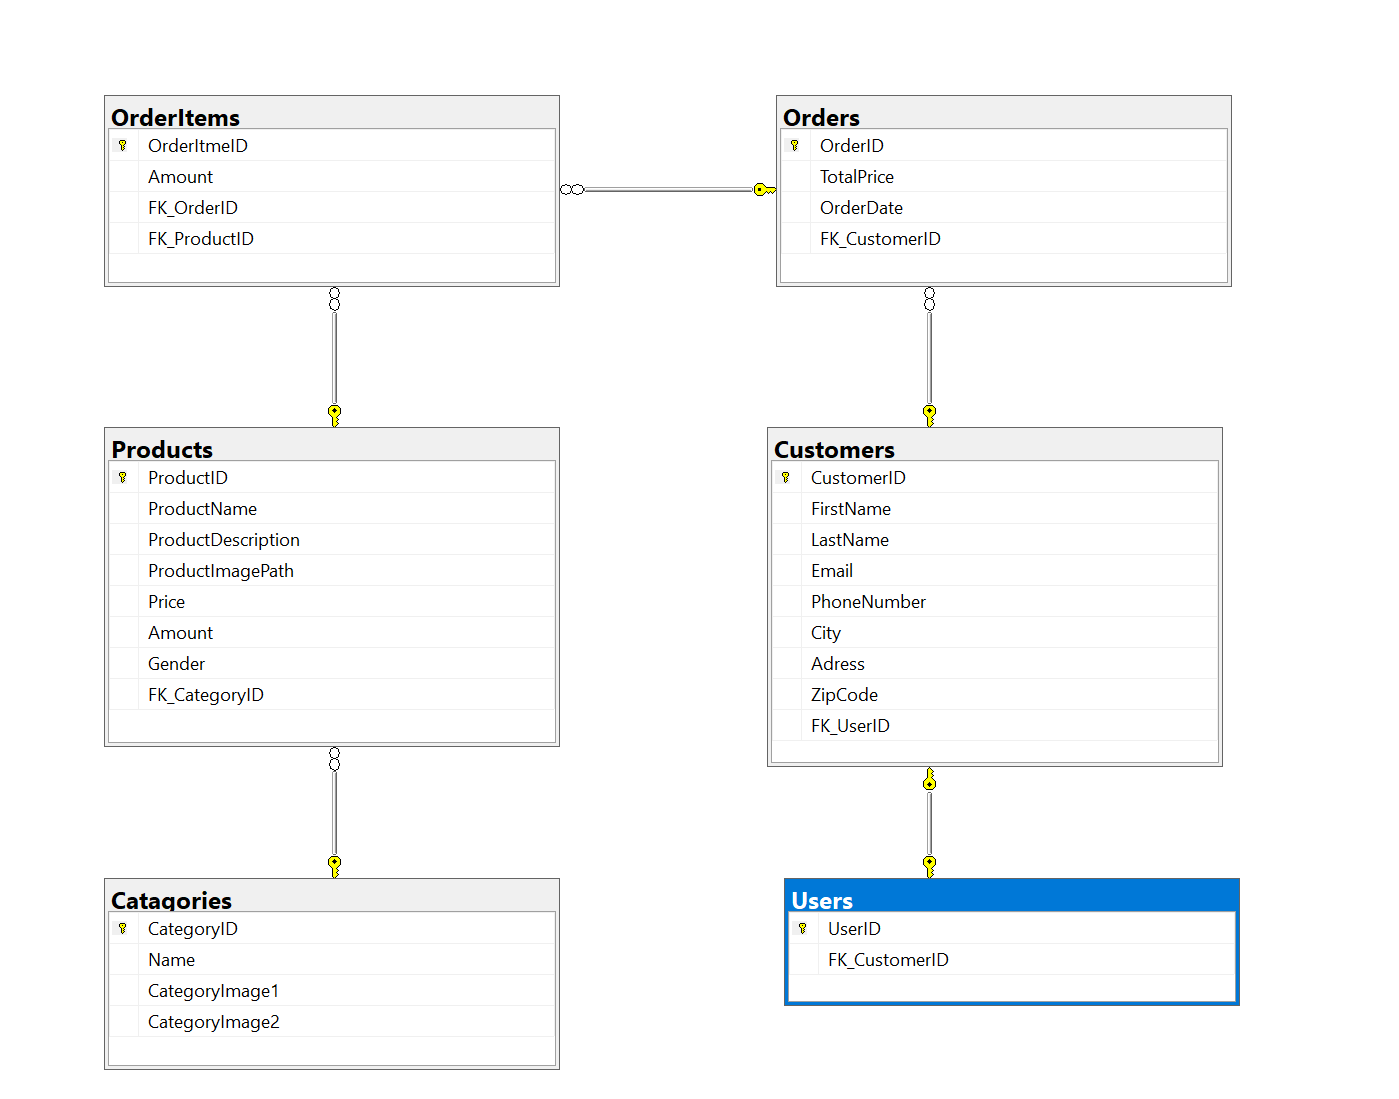 OrderItems
OrderItmeID
Amount
FK_OrderID
FK_ProductID
Orders
OrderID
TotalPrice
OrderDate
FK_CustomerID
Products
ProductID
ProductName
ProductDescription
ProductImagePath
Price
Amount
Gender
FK_CategoryID
Customers
CustomerID
FirstName
LastName
Email
PhoneNumber
City
Adress
ZipCode
FK_UserID
Catagories
CategoryID
Name
CategoryImage1
CategoryImage2
Users
UserID
FK_CustomerID